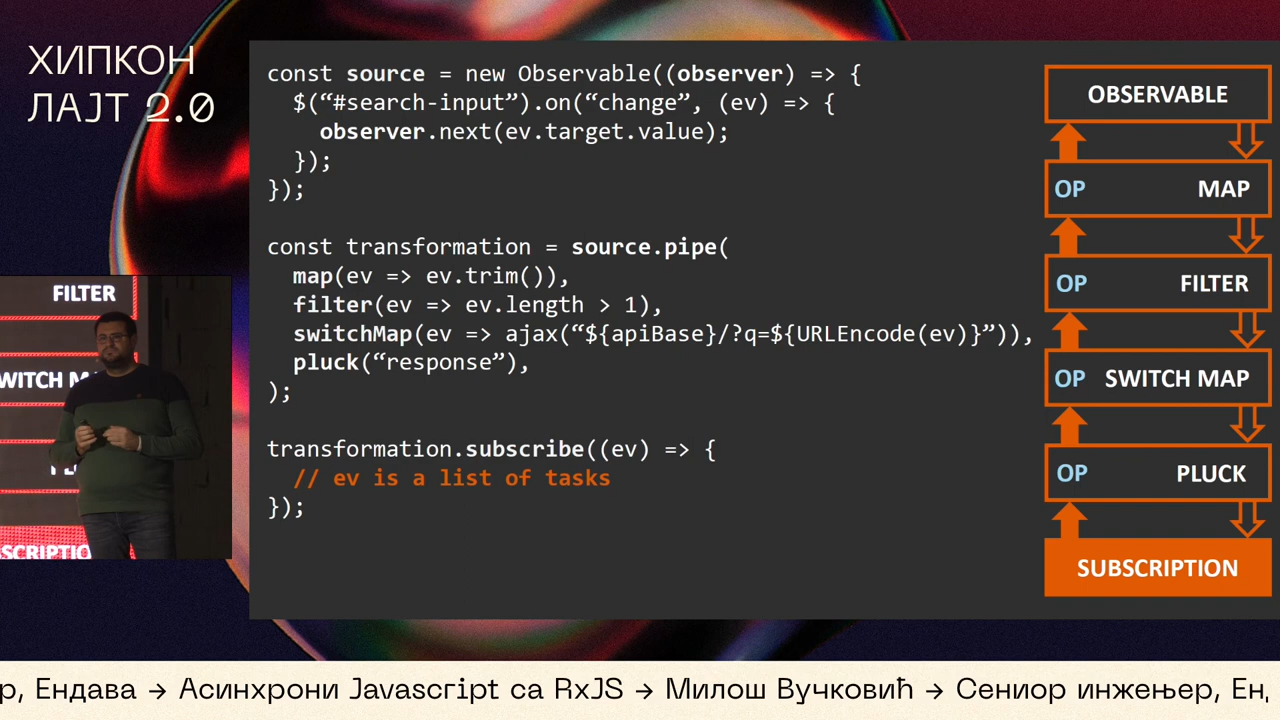 ХИПКОН
ЛАЈТ 2.0
const source = new Observable((observer) => {
  $(“#search-input”).on(“change”, (ev) => {
    observer.next(ev.target.value);
  });
});
const transformation = source.pipe(
  map(ev => ev.trim()),
  filter(ev => ev.length > 1),
  switchMap(ev => ajax(“${apiBase}/?q=${URLEncode(ev)}”)),
  pluck(“response”),
);
transformation.subscribe((ev) => {
  // ev is a list of tasks
});
OBSERVABLE
OP MAP
OP FILTER
OP SWITCH MAP
OP PLUCK
SUBSCRIPTION
FILTER
WITCH M
SCRIPTIO
р, Ендава → Асинхрони Javascript са RxJS → Милош Вучковић → Сениор инжењер, Ен